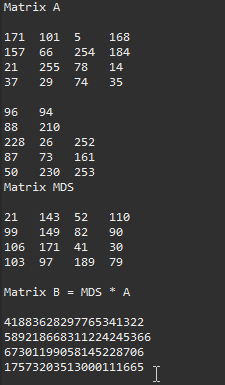 Matrix A
171 101 5 168
157 66 254 184
21 255 78 14
37 29 74 35
96 94
88 210
228 26 252
87 73 161
50 230 253
Matrix MDS
21 143 52 110
99 149 82 90
106 171 41 30
103 97 189 79
Matrix B = MDS * A
41883628297765341322
589218668311224245366
67301199058145228706
17573203513000111665